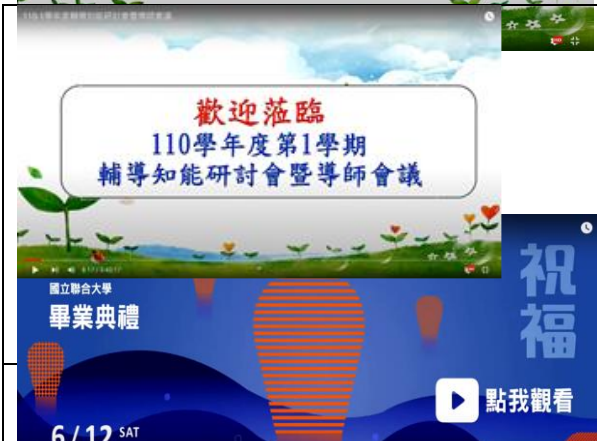 歡迎蒞臨
110學年度第1學期
輔導知能研討會暨導師會議
國立聯合大學
畢業典禮
祝福
點我觀看
6/12 SAT